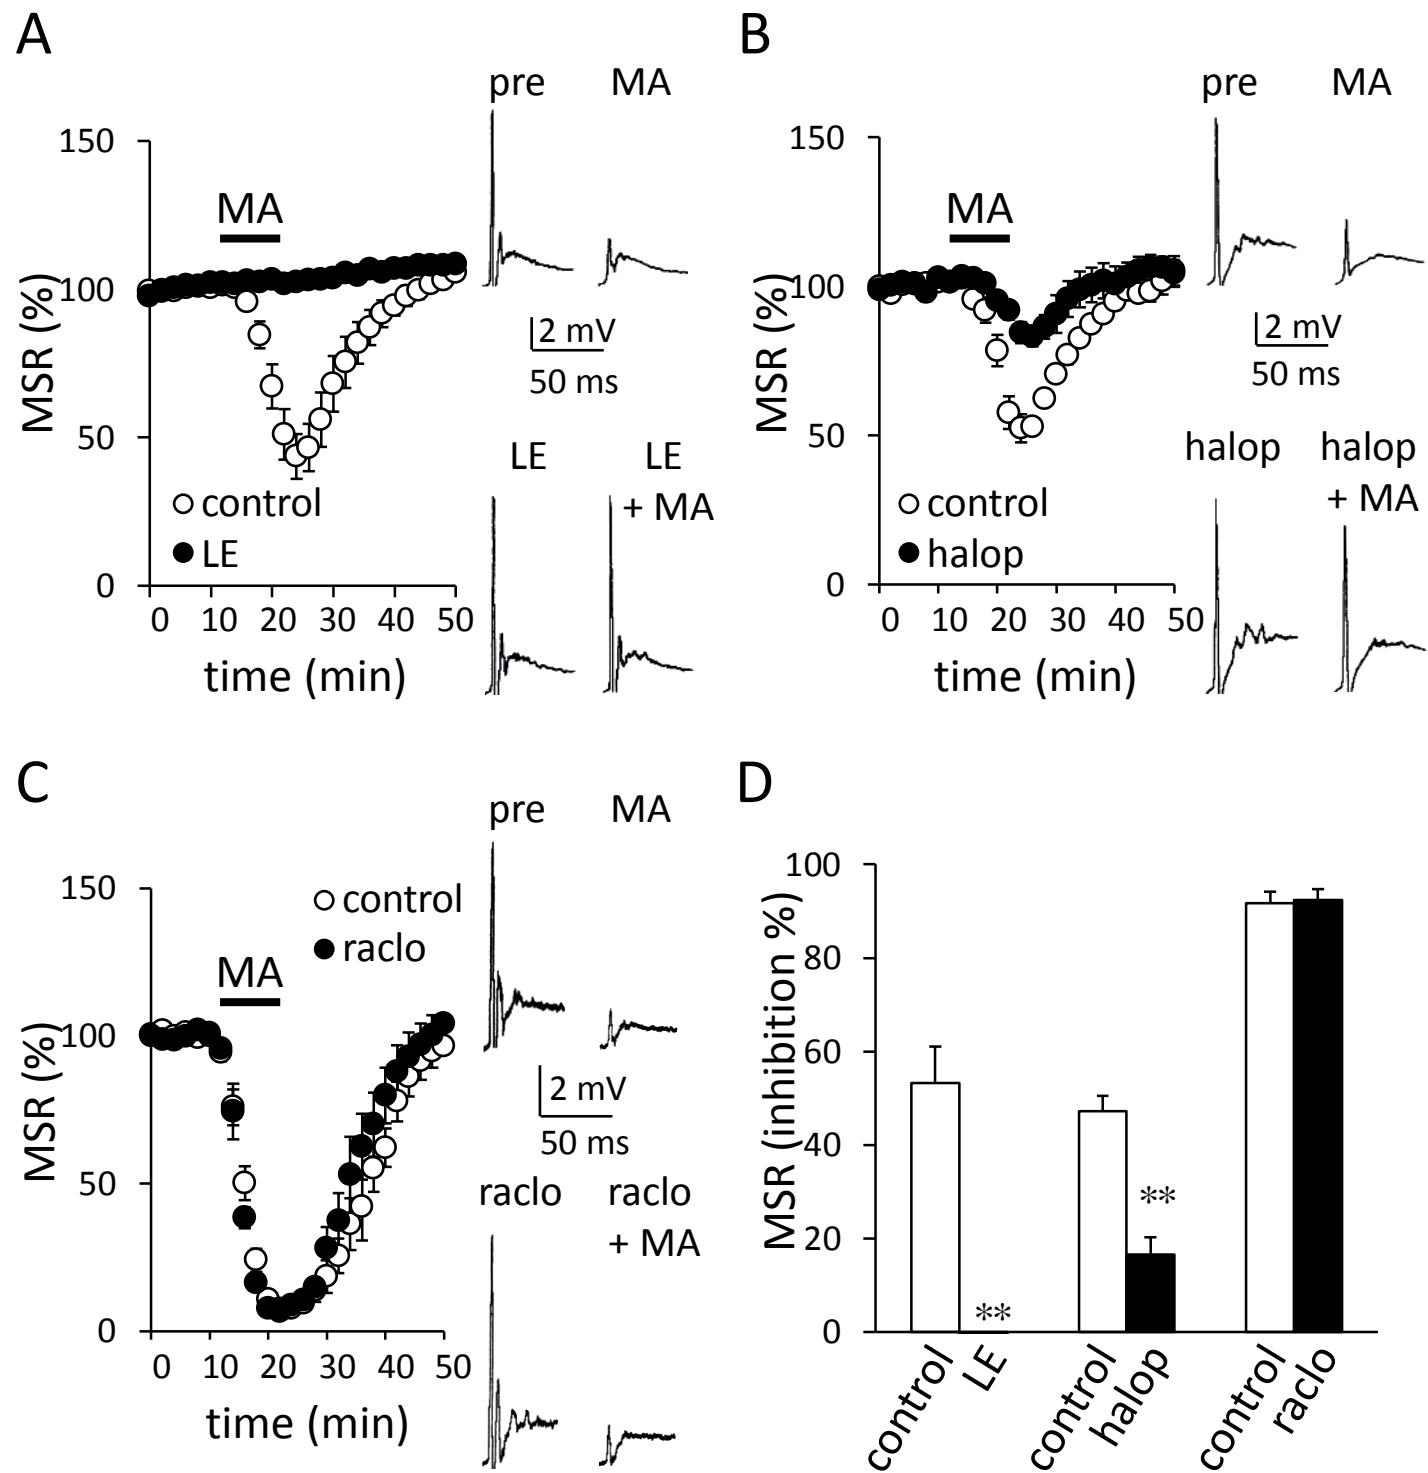 A
pre MA
150
MA
100
MSR (%)
2 mV
50 ms
50
LE LE
+ MA
control
LE
0
0 10 20 30 40 50
time (min)
B
pre MA
150
MA
100
MSR (%)
2 mV
50 ms
50
halop halop
+ MA
control
halop
0
0 10 20 30 40 50
time (min)
C
pre MA
150
control
raclo
MA
100
MSR (%)
2 mV
50 ms
50
raclo raclo
+ MA
0
0 10 20 30 40 50
time (min)
D
100
80
60
40
20
0
MSR (inhibition %)
**
**
control
LE
control
halop
control
raclo